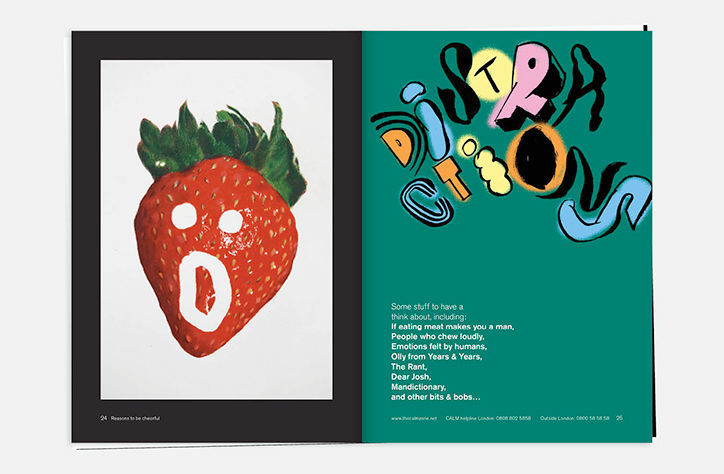 24 Reasons to be cheerful
DISTRA
CTIONS
Some stuff to have a
think about, including:
If eating meat makes you a man,
People who chew loudly,
Emotions felt by humans,
Olly from Years & Years,
The Rant,
Dear Josh,
Mandictionary,
and other bits & bobs...
www.thecalmzone.net CALM helpline London: 0808 802 5858 Outside London: 0800 58 58 58 25